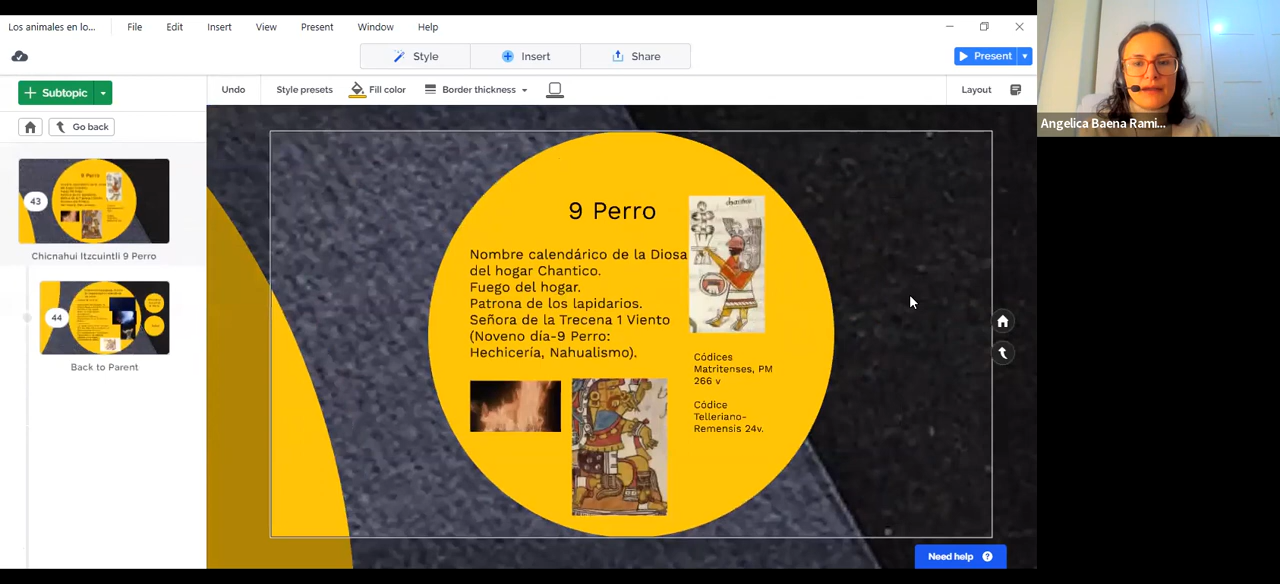 Los animales en lo...
File
Edit
Insert
View
Present
Window
Help
Style
Insert
Share
Present
Subtopic
Undo
Style presets
Fill color
Border thickness
Layout
Go back
Angelica Baena Rami...
43
9 Perro
Chicnahui Itzcuintli 9 Perro
44
Back to Parent
9 Perro
chantico
Nombre calendárico de la Diosa
del hogar Chantico.
Fuego del hogar.
Patrona de los lapidarios.
Señora de la Trecena 1 Viento
(Noveno día-9 Perro:
Hechicería, Nahualismo).
Códices
Matritenses, PM
266 v
Códice
Telleriano-
Remensis 24v.
Need help ?